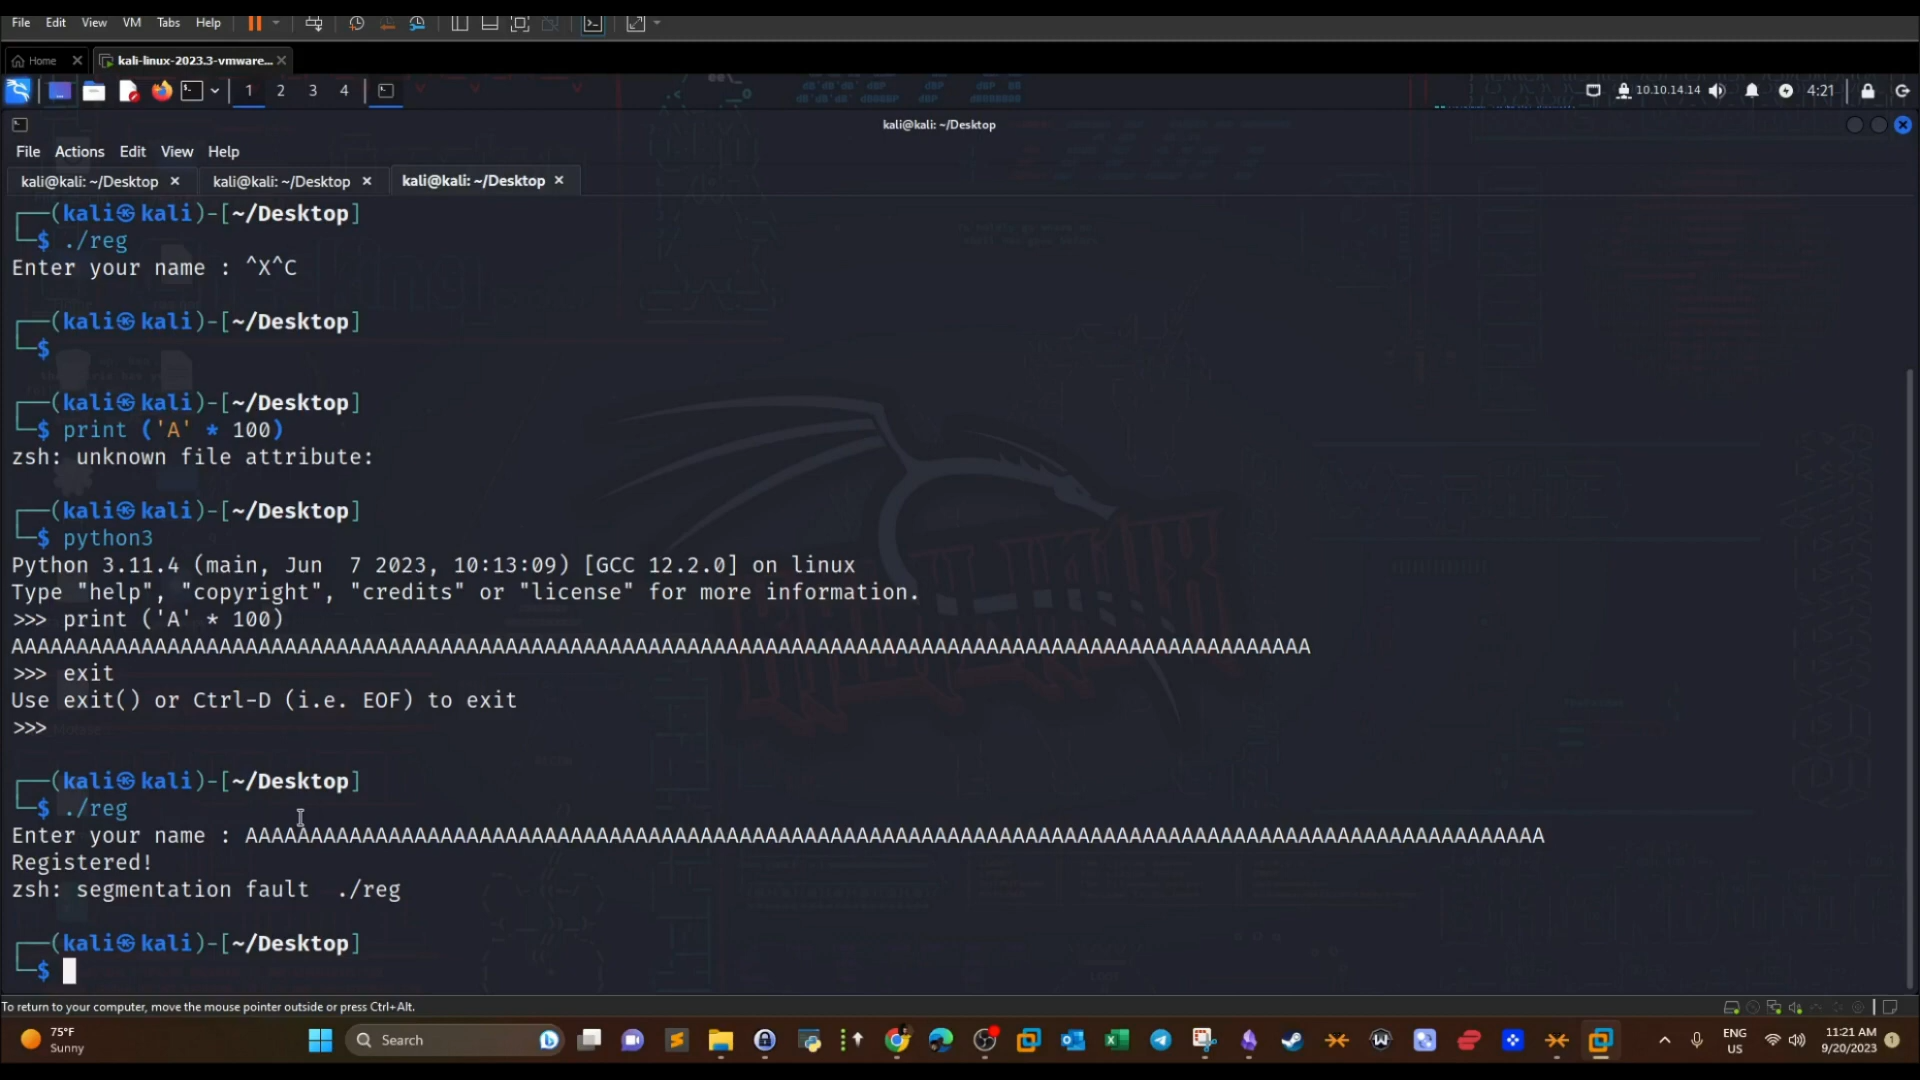 File Edit View VM Tabs Help
Home kali-linux-2023.3-vmware...
1 2 3 4 10.10.14.14 4:21
kali@kali: ~/Desktop
File Actions Edit View Help
kali@kali: ~/Desktop kali@kali: ~/Desktop kali@kali: ~/Desktop
┌──(kali㉿kali)-[~/Desktop]
└─$ ./reg
Enter your name : ^X^C
┌──(kali㉿kali)-[~/Desktop]
└─$
┌──(kali㉿kali)-[~/Desktop]
└─$ print ('A' * 100)
zsh: unknown file attribute:
┌──(kali㉿kali)-[~/Desktop]
└─$ python3
Python 3.11.4 (main, Jun  7 2023, 10:13:09) [GCC 12.2.0] on linux
Type "help", "copyright", "credits" or "license" for more information.
>>> print ('A' * 100)
AAAAAAAAAAAAAAAAAAAAAAAAAAAAAAAAAAAAAAAAAAAAAAAAAAAAAAAAAAAAAAAAAAAAAAAAAAAAAAAAAAAAAAAAAAAAAAAAAAAA
>>> exit
Use exit() or Ctrl-D (i.e. EOF) to exit
>>>
┌──(kali㉿kali)-[~/Desktop]
└─$ ./reg
Enter your name : AAAAAAAAAAAAAAAAAAAAAAAAAAAAAAAAAAAAAAAAAAAAAAAAAAAAAAAAAAAAAAAAAAAAAAAAAAAAAAAAAAAAAAAAAAAAAAAAAAAA
Registered!
zsh: segmentation fault  ./reg
┌──(kali㉿kali)-[~/Desktop]
└─$
To return to your computer, move the mouse pointer outside or press Ctrl+Alt.
75°F
Sunny
Search
ENG
US
11:21 AM
9/20/2023
1